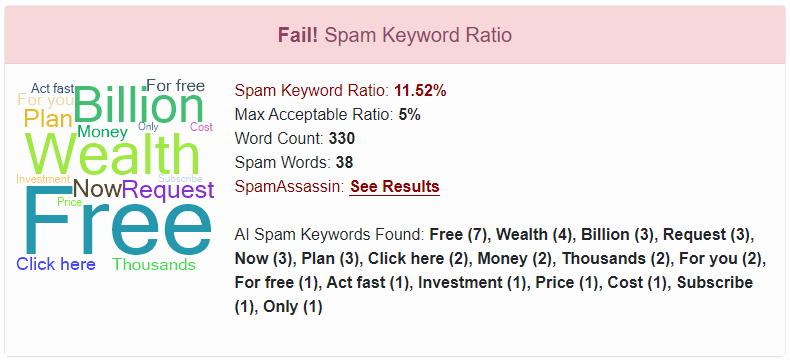 Fail! Spam Keyword Ratio
Act fast
For free
For you
Billion
Plan
Money
Only
Cost
Wealth
Investment
Now
Request
Subscribe
Price
Free
Click here
Thousands
Spam Keyword Ratio: 11.52%
Max Acceptable Ratio: 5%
Word Count: 330
Spam Words: 38
SpamAssassin: See Results
AI Spam Keywords Found: Free (7), Wealth (4), Billion (3), Request (3),
Now (3), Plan (3), Click here (2), Money (2), Thousands (2), For you (2),
For free (1), Act fast (1), Investment (1), Price (1), Cost (1), Subscribe
(1), Only (1)